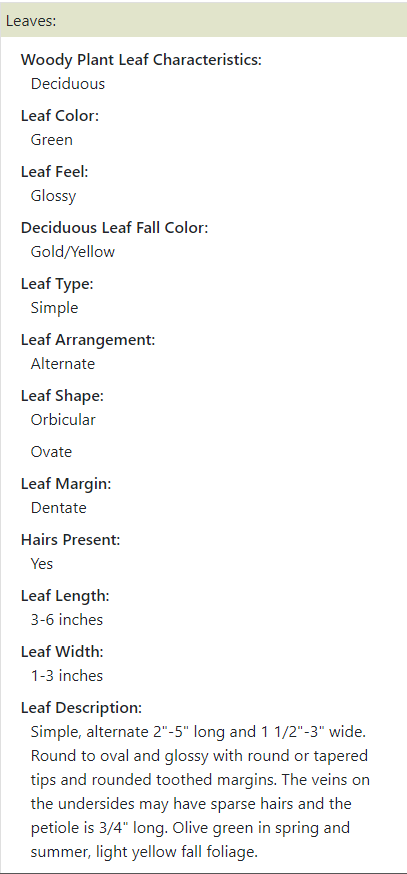 Leaves:
Woody Plant Leaf Characteristics:
Deciduous
Leaf Color:
Green
Leaf Feel:
Glossy
Deciduous Leaf Fall Color:
Gold/Yellow
Leaf Type:
Simple
Leaf Arrangement:
Alternate
Leaf Shape:
Orbicular
Ovate
Leaf Margin:
Dentate
Hairs Present:
Yes
Leaf Length:
3-6 inches
Leaf Width:
1-3 inches
Leaf Description:
Simple, alternate 2"-5" long and 1 1/2"-3" wide.
Round to oval and glossy with round or tapered
tips and rounded toothed margins. The veins on
the undersides may have sparse hairs and the
petiole is 3/4" long. Olive green in spring and
summer, light yellow fall foliage.